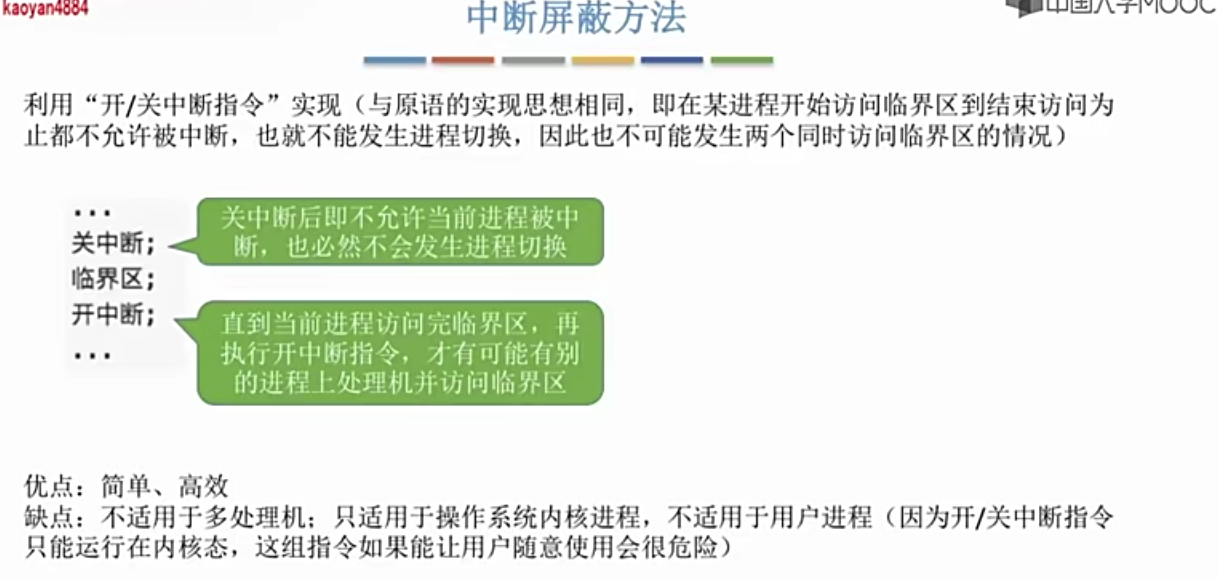 kaoyan4884
中断屏蔽方法
中国大学MOOC
利用“开/关中断指令”实现（与原语的实现思想相同，即在某进程开始访问临界区到结束访问为
止都不允许被中断，也就不能发生进程切换，因此也不可能发生两个同时访问临界区的情况）
...
关中断;
临界区;
开中断;
...
关中断后即不允许当前进程被中
断，也必然不会发生进程切换
直到当前进程访问完临界区，再
执行开中断指令，才有可能有别
的进程上处理机并访问临界区
优点：简单、高效
缺点：不适用于多处理机；只适用于操作系统内核进程，不适用于用户进程（因为开/关中断指令
只能运行在内核态，这组指令如果能让用户随意使用会很危险）